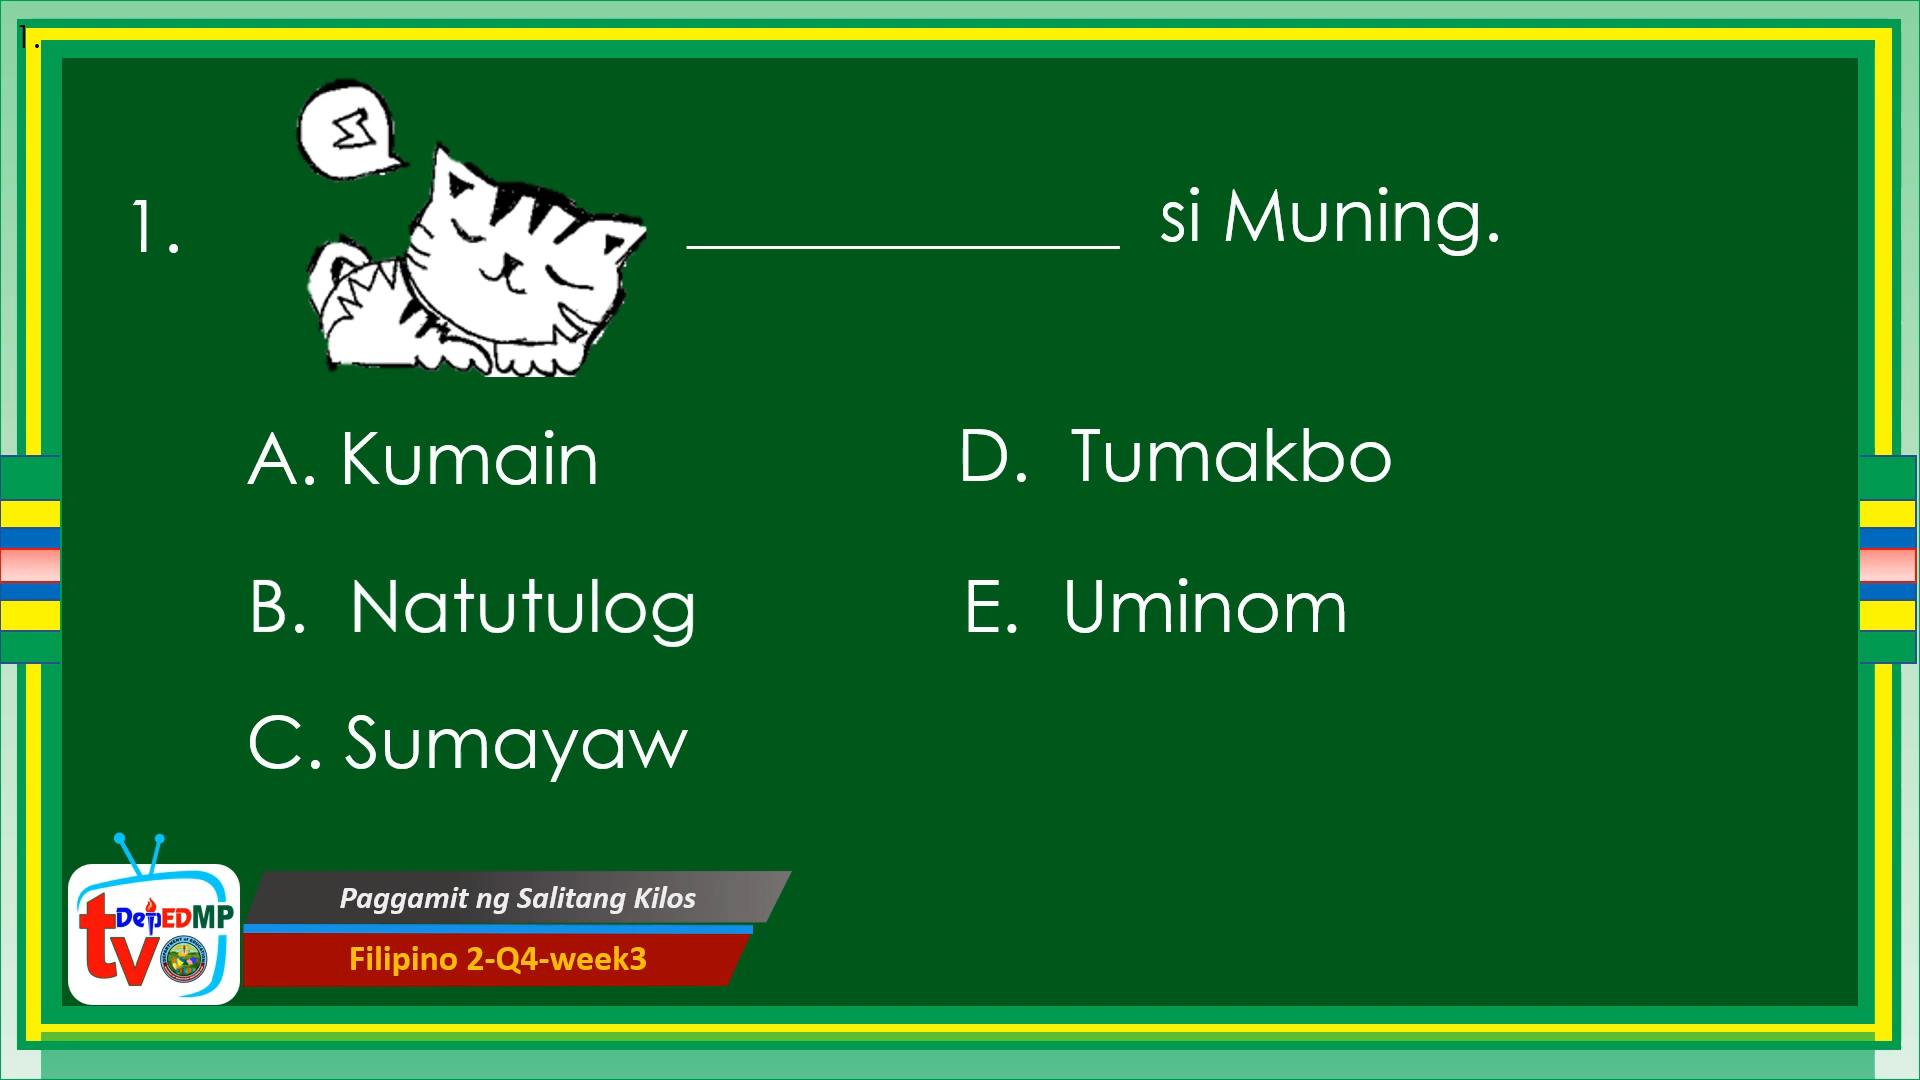 1.
1. ____________ si Muning.
A. Kumain
B. Natutulog
C. Sumayaw
D. Tumakbo
E. Uminom
DepEDMP
tv
Paggamit ng Salitang Kilos
Filipino 2-Q4-week3